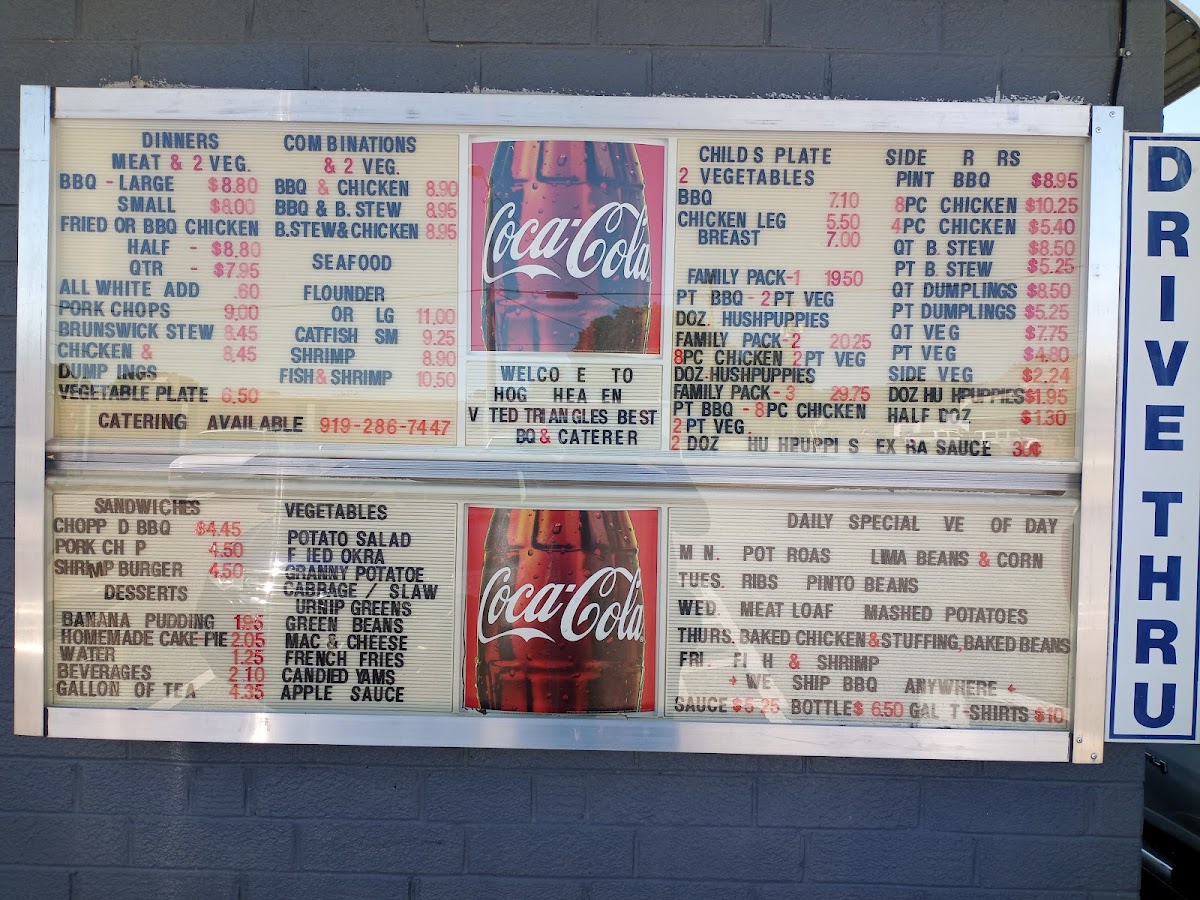 DINNERS
MEAT & 2 VEG.
BBQ - LARGE $8.80
SMALL $8.00
FRIED OR BBQ CHICKEN
HALF - $8.80
QTR - $7.95
ALL WHITE ADD .60
PORK CHOPS 9.00
BRUNSWICK STEW 8.45
CHICKEN & 8.45
DUMP INGS
VEGETABLE PLATE 6.50
COMBINATIONS
& 2 VEG.
BBQ & CHICKEN 8.90
BBQ & B. STEW 8.95
B.STEW&CHICKEN 8.95
SEAFOOD
FLOUNDER
OR LG 11.00
CATFISH SM 9.25
SHRIMP 8.90
FISH & SHRIMP 10.50
CATERING AVAILABLE 919-286-7447
Coca-Cola
WELCO E TO
HOG HEA EN
V TED TRIANGLES BEST
BQ & CATERER
CHILD S PLATE
2 VEGETABLES
BBQ 7.10
CHICKEN LEG 5.50
BREAST 7.00
FAMILY PACK-1 1950
PT BBQ - 2PT VEG
DOZ. HUSHPUPPIES
FAMILY PACK-2 2025
8PC CHICKEN 2PT VEG
DOZ-HUSHPUPPIES
FAMILY PACK-3 29.75
PT BBQ - 8PC CHICKEN
2 PT VEG.
2 DOZ HU HPUPPI S
SIDE R RS
PINT BBQ $8.95
8PC CHICKEN $10.25
4PC CHICKEN $5.40
QT B. STEW $8.50
PT B. STEW $5.25
QT DUMPLINGS $8.50
PT DUMPLINGS $5.25
QT VEG $7.75
PT VEG $4.80
SIDE VEG $2.24
DOZ HU HPUPPIES $1.95
HALF DOZ $1.30
EX RA SAUCE
SANDWICHES
CHOPP D BBQ $4.45
PORK CH P 4.50
SHRIMP BURGER 4.50
DESSERTS
BANANA PUDDING 1.95
HOMEMADE CAKE PIE 2.05
WATER 1.25
BEVERAGES 2.10
GALLON OF TEA 4.35
VEGETABLES
POTATO SALAD
F IED OKRA
GRANNY POTATOE
CABBAGE / SLAW
URNIP GREENS
GREEN BEANS
MAC & CHEESE
FRENCH FRIES
CANDIED YAMS
APPLE SAUCE
Coca-Cola
DAILY SPECIAL VE OF DAY
M N. POT ROAS LIMA BEANS & CORN
TUES. RIBS PINTO BEANS
WED. MEAT LOAF MASHED POTATOES
THURS. BAKED CHICKEN & STUFFING, BAKED BEANS
FRI. FI H & SHRIMP
WE SHIP BBQ ANYWHERE
SAUCE $5 25 BOTTLE $ 6.50 GAL T-SHIRTS $10
DRIVE THRU